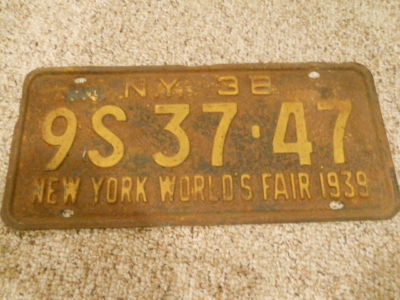 N.Y. 38
9S 37·47
NEW YORK WORLD'S FAIR 1939